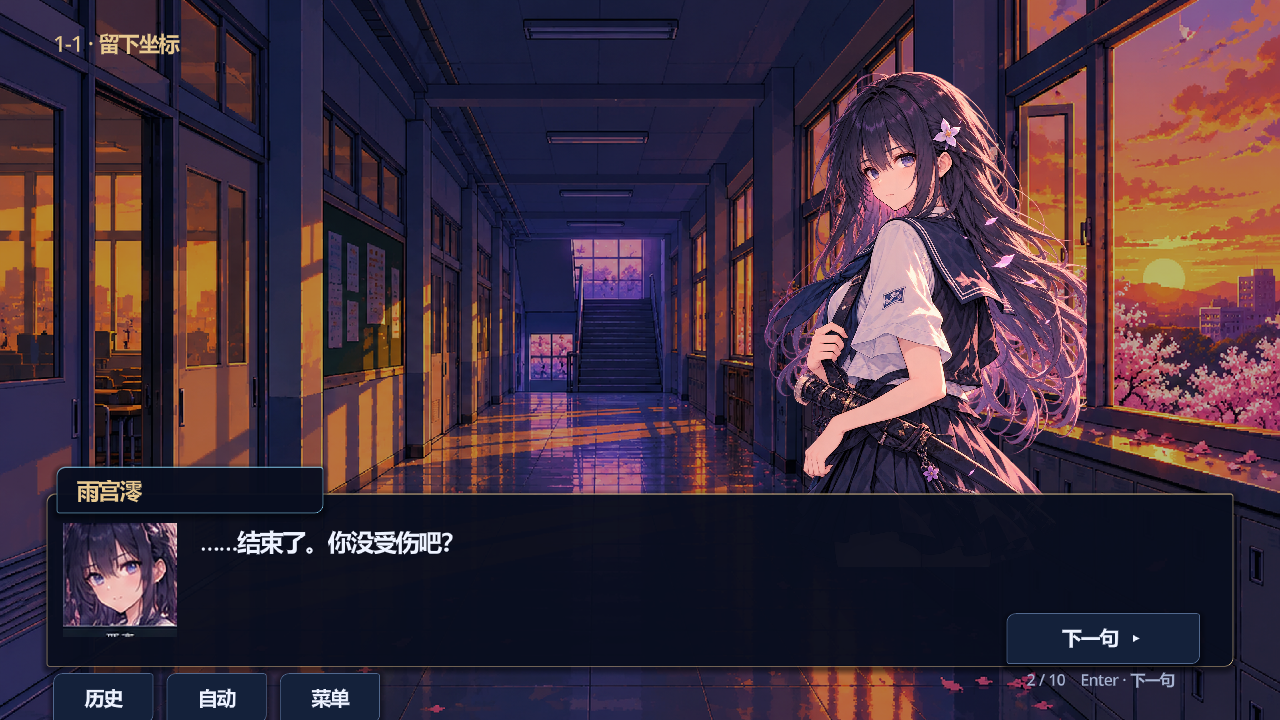 1-1 · 留下坐标
雨宫澪
……结束了。你没受伤吧?
下一句 ▸
2 / 10 Enter · 下一句
历史
自动
菜单